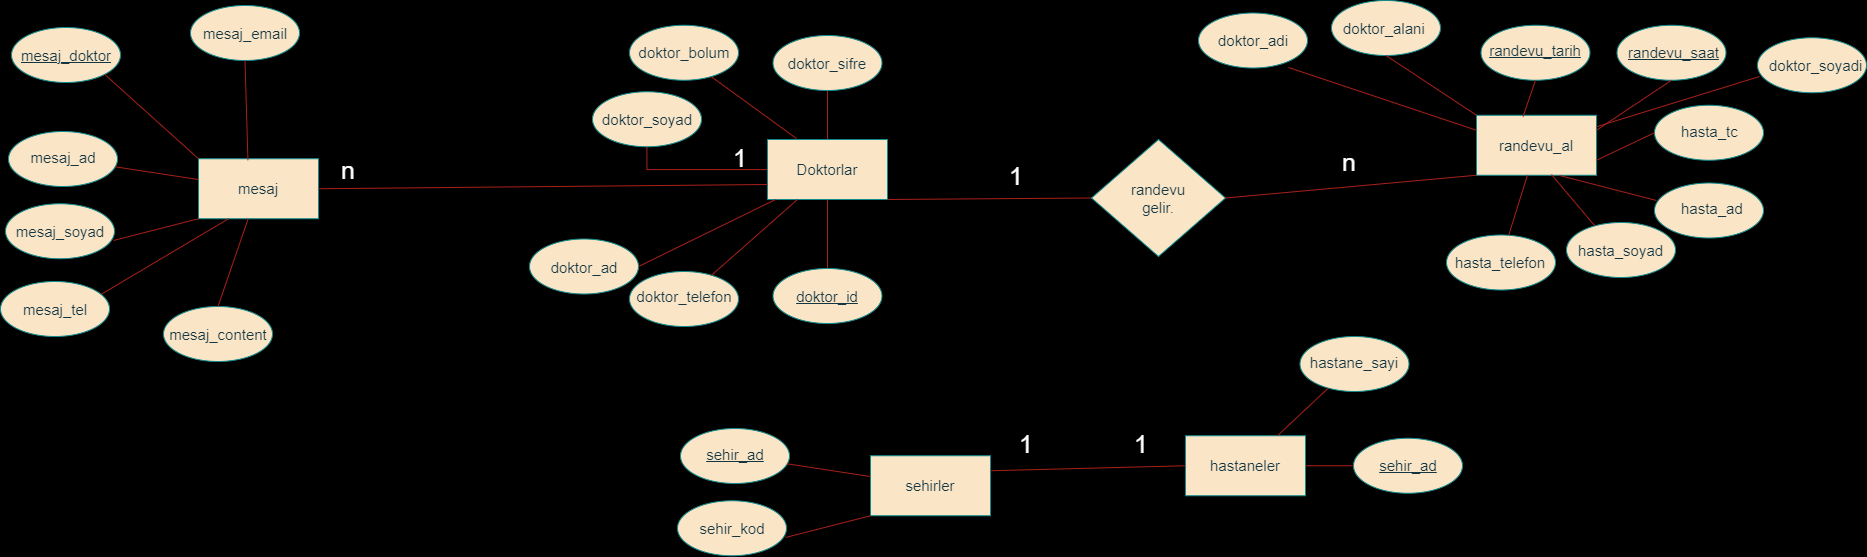 mesaj_doktor
mesaj_email
mesaj_ad
mesaj_soyad
mesaj_tel
mesaj_content
mesaj
n
1
doktor_bolum
doktor_sifre
doktor_soyad
Doktorlar
doktor_ad
doktor_telefon
doktor_id
1
randevu
gelir.
n
doktor_adi
doktor_alani
randevu_tarih
randevu_saat
doktor_soyadi
randevu_al
hasta_tc
hasta_ad
hasta_soyad
hasta_telefon
sehir_ad
sehir_kod
sehirler
1
1
hastaneler
hastane_sayi
sehir_ad